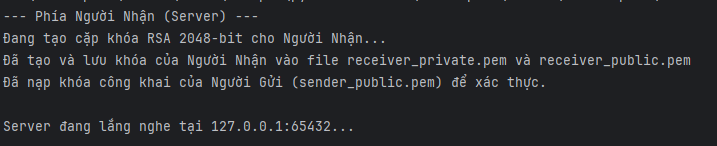 --- Phía Người Nhận (Server) ---
Đang tạo cặp khóa RSA 2048-bit cho Người Nhận...
Đã tạo và lưu khóa của Người Nhận vào file receiver_private.pem và receiver_public.pem
Đã nạp khóa công khai của Người Gửi (sender_public.pem) để xác thực.
Server đang lắng nghe tại 127.0.0.1:65432...